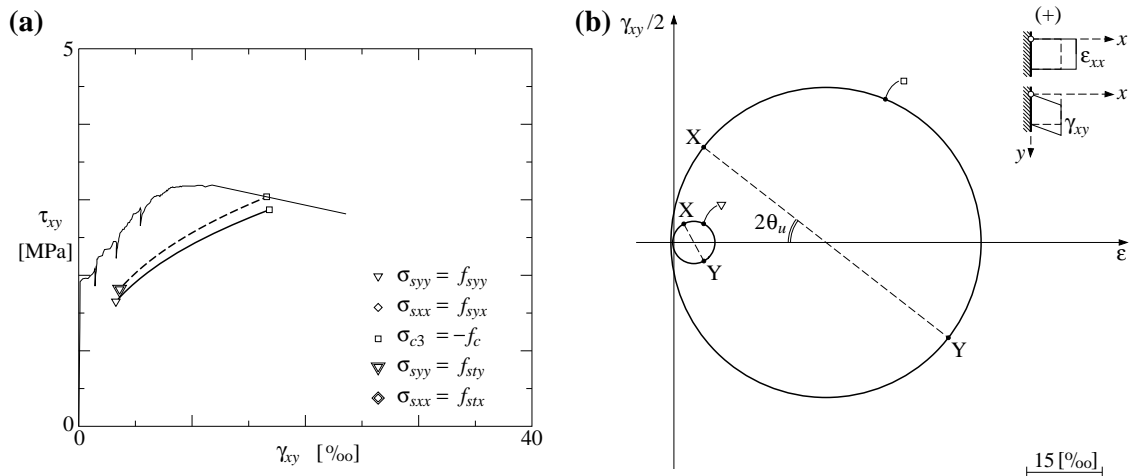 (a)
5
τxy
[MPa]
0
0
γxy [‰]
40
σsyy = fsyy
σsxx = fsyx
σc3 = −fc
σsyy = fsty
σsxx = fstx
(b)
γxy/2
X
X
Y
Y
2θu
ε
(+)
x
εxx
x
γxy
y
15 [‰]